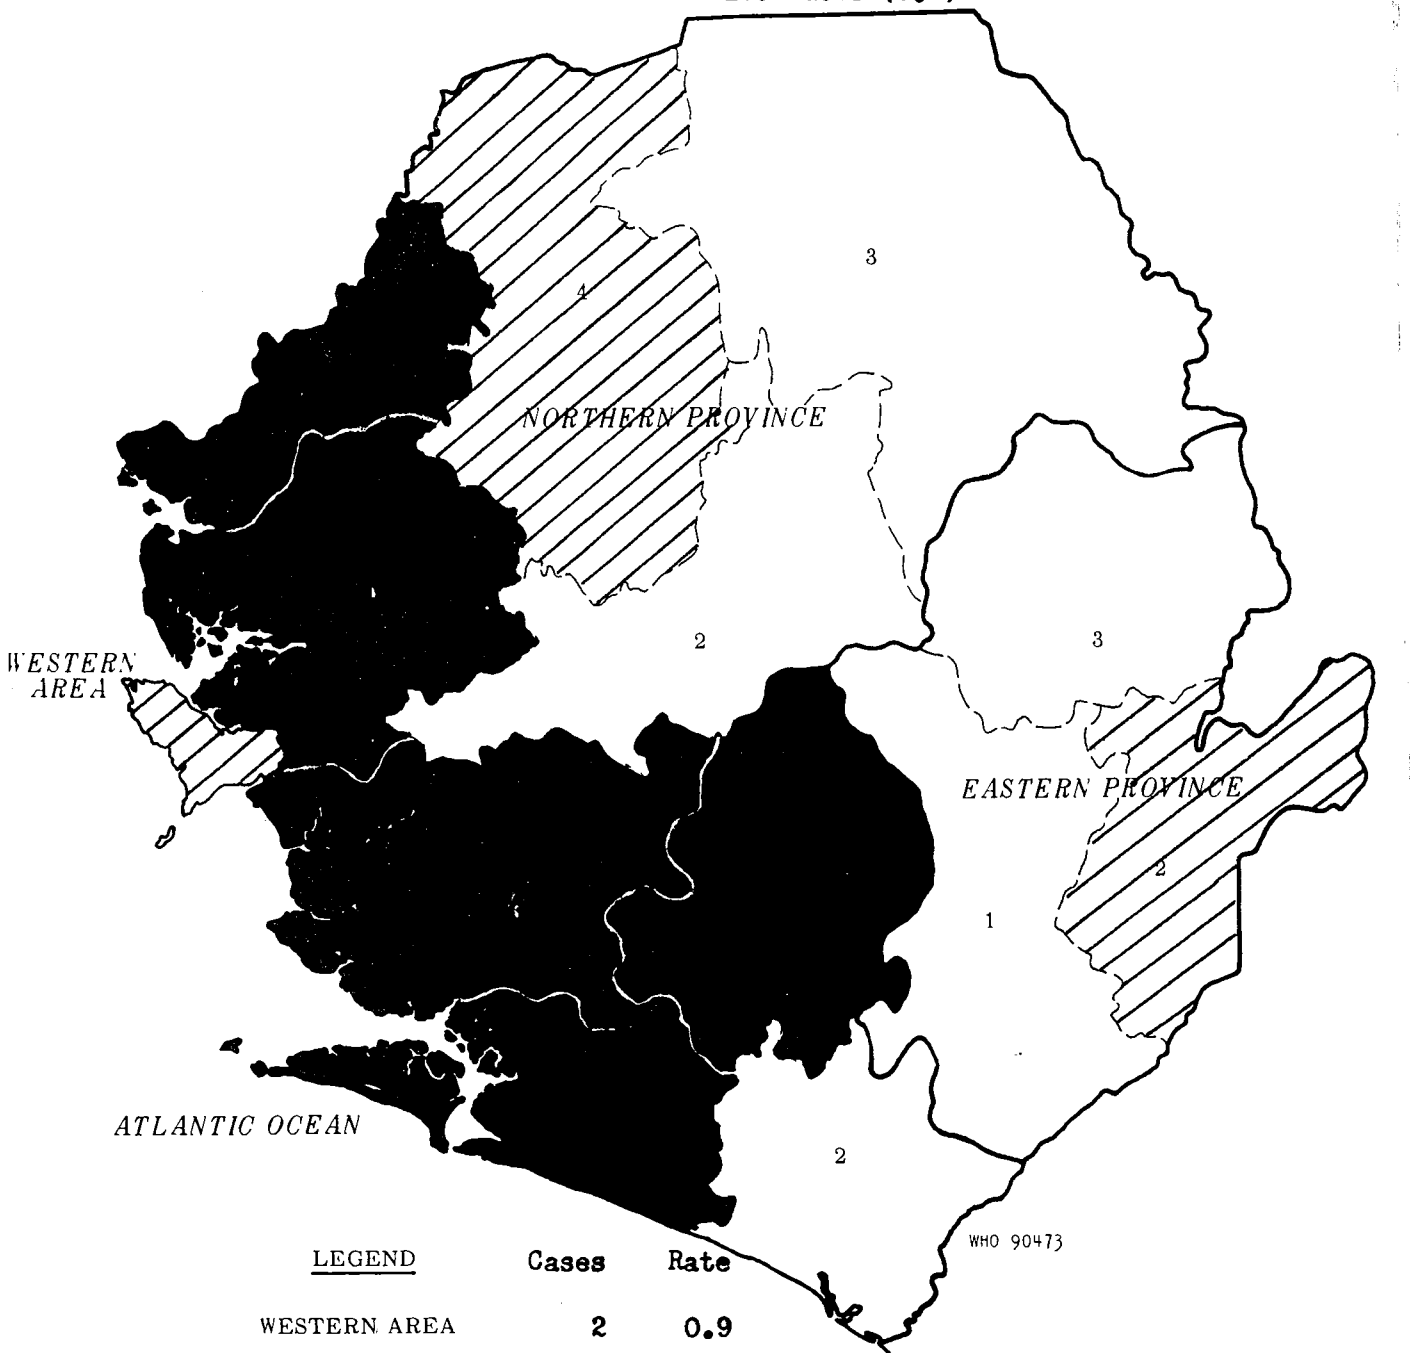 3
4
NORTHERN PROVINCE
2
3
WESTERN
AREA
EASTERN PROVINCE
2
1
ATLANTIC OCEAN
2
WHO 90473
LEGEND Cases Rate
WESTERN AREA 2 0.9